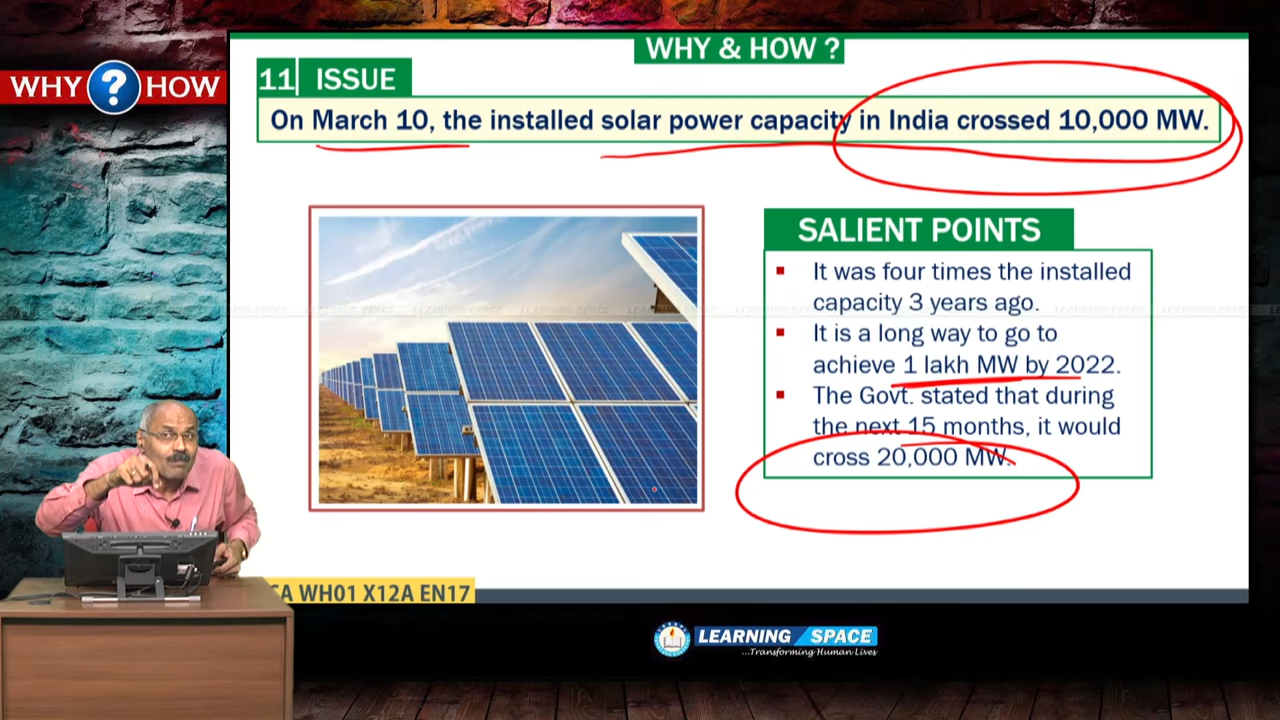 WHY & HOW ?
WHY ? HOW
11 ISSUE
On March 10, the installed solar power capacity in India crossed 10,000 MW.
SALIENT POINTS
It was four times the installed
capacity 3 years ago.
It is a long way to go to
achieve 1 lakh MW by 2022.
The Govt. stated that during
the next 15 months, it would
cross 20,000 MW.
CA WH01 X12A EN17
LEARNING SPACE
...Transforming Human Lives